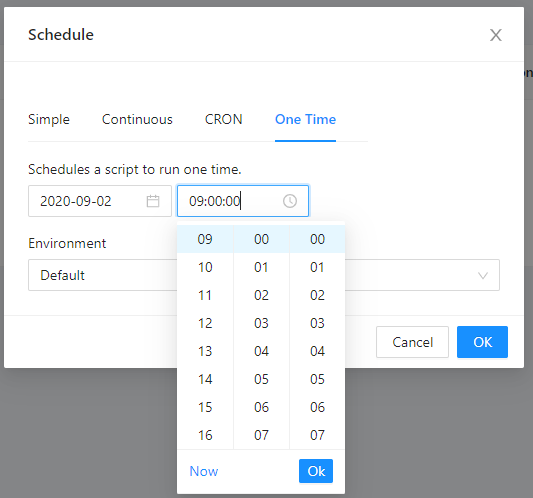 Schedule
on
Simple Continuous CRON One Time
Schedules a script to run one time.
2020-09-02 09:00:00
Environment
Default
09 00 00
10 01 01
11 02 02
12 03 03
13 04 04
14 05 05
15 06 06
16 07 07
Cancel OK
Now Ok